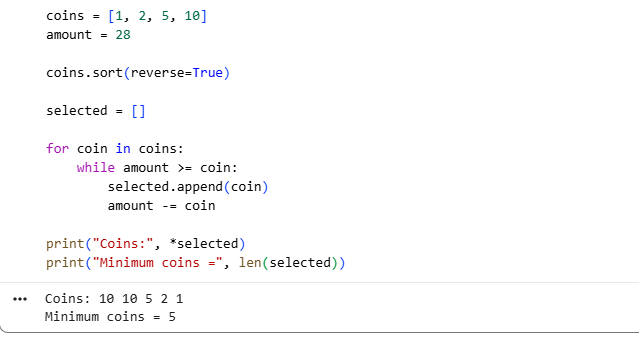 coins = [1, 2, 5, 10]
amount = 28
coins.sort(reverse=True)
selected = []
for coin in coins:
    while amount >= coin:
        selected.append(coin)
        amount -= coin
print("Coins:", *selected)
print("Minimum coins =", len(selected))
Coins: 10 10 5 2 1
Minimum coins = 5